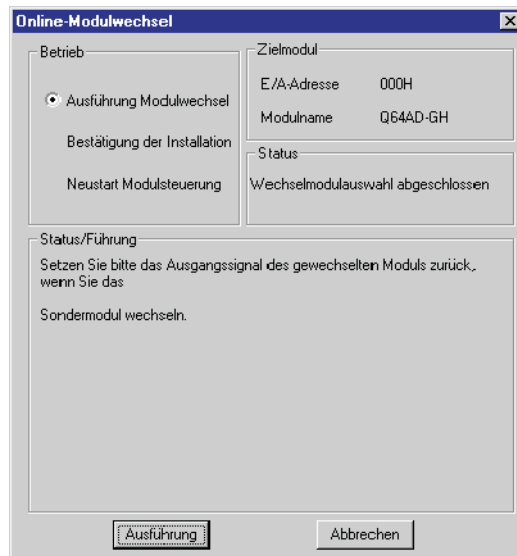 Online-Modulwechsel
Betrieb
Ausführung Modulwechsel
Bestätigung der Installation
Neustart Modulsteuerung
Zielmodul
E/A-Adresse 000H
Modulname Q64AD-GH
Status
Wechselmodulauswahl abgeschlossen
Status/Führung
Setzen Sie bitte das Ausgangssignal des gewechselten Moduls zurück,
wenn Sie das
Sondermodul wechseln.
Ausführung
Abbrechen